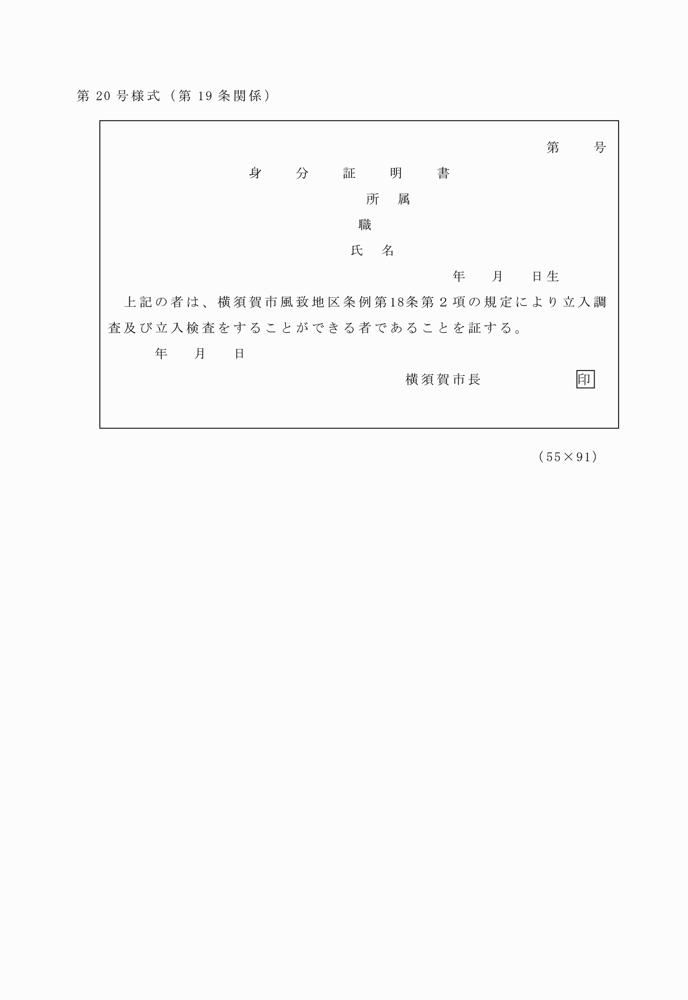 第 20 号様式（第 19 条関係）
第　　号
身　　分　　証　　明　　書
所　属
職
氏　名
年　　月　　日生
　上記の者は、横須賀市風致地区条例第18条第２項の規定により立入調
査及び立入検査をすることができる者であることを証する。
年　　月　　日
横須賀市長　　　　　　印
（55×91）